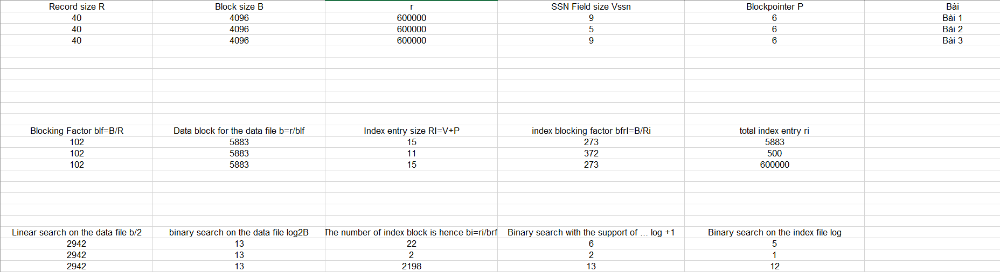 Record size R Block size B r SSN Field size Vssn Blockpointer P Bài
40 4096 600000 9 6 Bài 1
40 4096 600000 5 6 Bài 2
40 4096 600000 9 6 Bài 3
Blocking Factor blf=B/R Data block for the data file b=r/blf Index entry size RI=V+P index blocking factor bfrI=B/Ri total index entry ri
102 5883 15 273 5883
102 5883 11 372 500
102 5883 15 273 600000
Linear search on the data file b/2 binary search on the data file log2B The number of index block is hence bi=ri/brf Binary search with the support of ... log +1 Binary search on the index file log
2942 13 22 6 5
2942 13 2 2 1
2942 13 2198 13 12